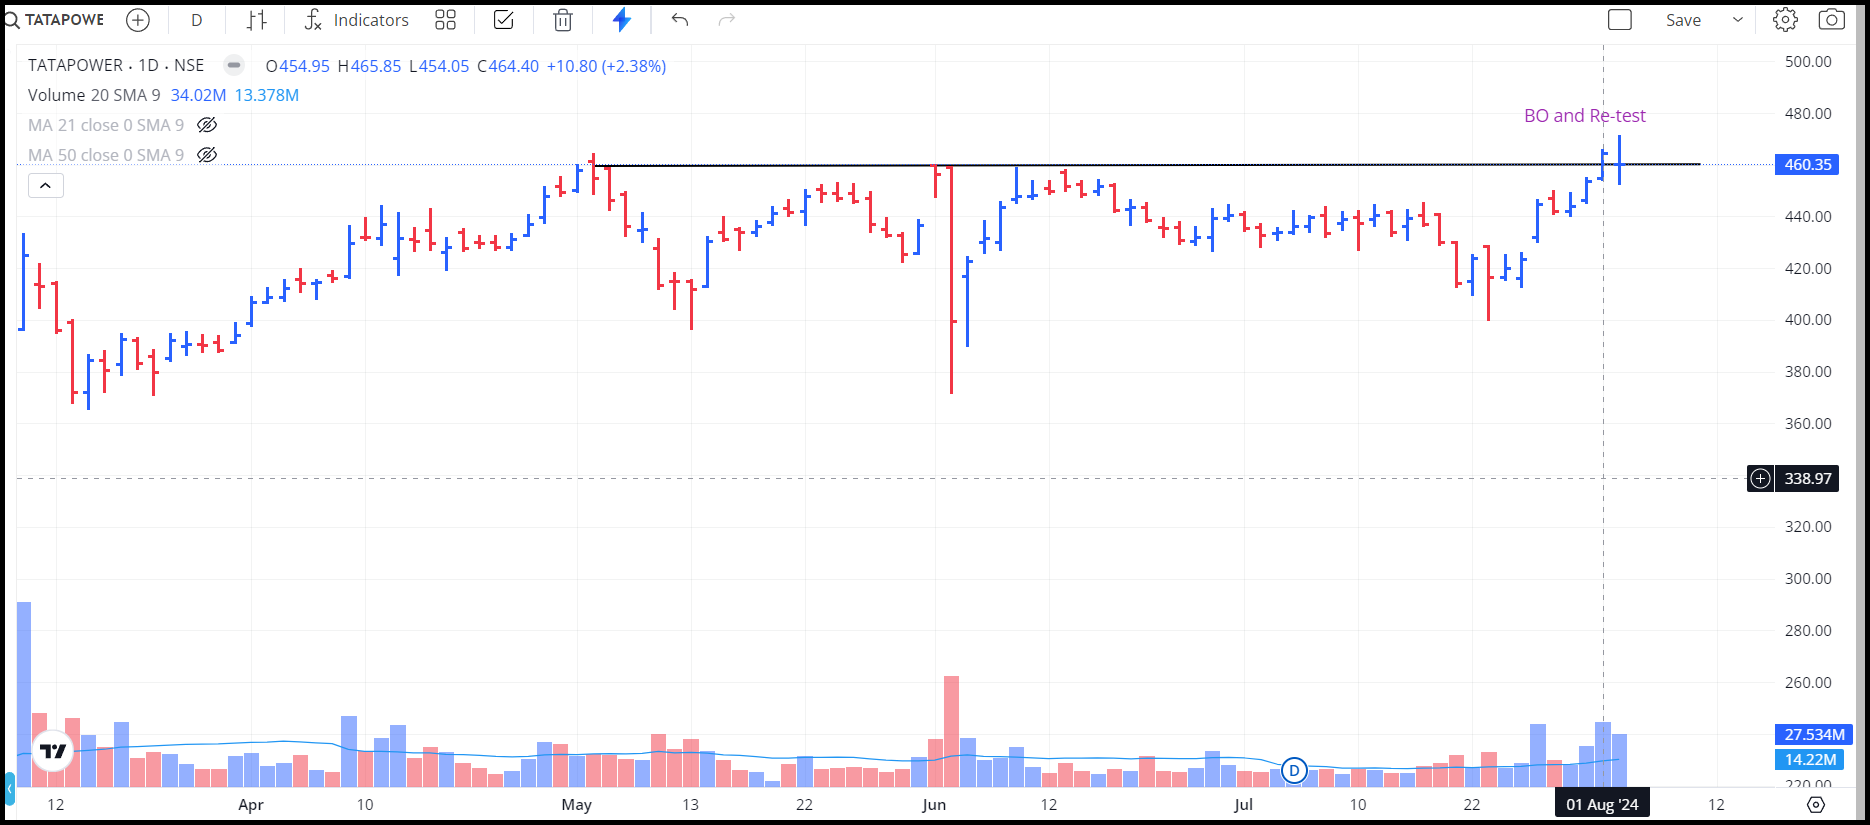 TATAPOWE D Indicators Save
TATAPOWER · 1D · NSE O454.95 H465.85 L454.05 C464.40 +10.80 (+2.38%)
Volume 20 SMA 9 34.02M 13.378M
MA 21 close 0 SMA 9
MA 50 close 0 SMA 9
BO and Re-test
500.00
480.00
460.35
440.00
420.00
400.00
380.00
360.00
338.97
320.00
300.00
280.00
260.00
27.534M
14.22M
220.00
D
12 Apr 10 May 13 22 Jun 12 Jul 10 22 01 Aug '24 12